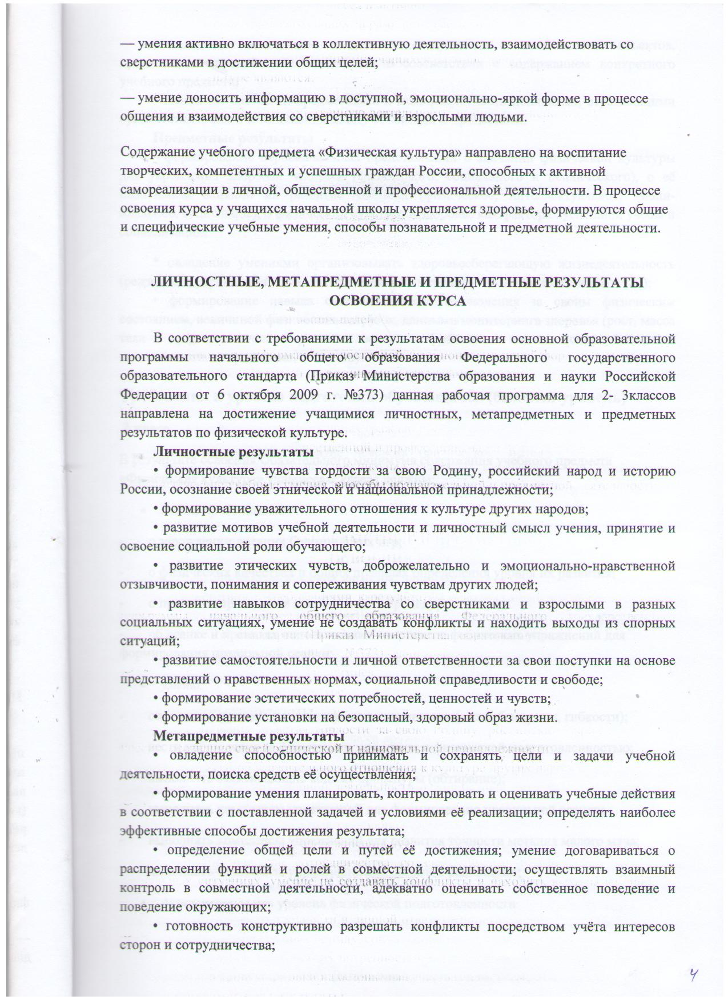 — умения активно включаться в коллективную деятельность, взаимодействовать со
сверстниками в достижении общих целей;
— умение доносить информацию в доступной, эмоционально-яркой форме в процессе
общения и взаимодействия со сверстниками и взрослыми людьми.
Содержание учебного предмета «Физическая культура» направлено на воспитание
творческих, компетентных и успешных граждан России, способных к активной
самореализации в личной, общественной и профессиональной деятельности. В процессе
освоения курса у учащихся начальной школы укрепляется здоровье, формируются общие
и специфические учебные умения, способы познавательной и предметной деятельности.
ЛИЧНОСТНЫЕ, МЕТАПРЕДМЕТНЫЕ И ПРЕДМЕТНЫЕ РЕЗУЛЬТАТЫ
ОСВОЕНИЯ КУРСА
В соответствии с требованиями к результатам освоения основной образовательной
программы начального общего образования Федерального государственного
образовательного стандарта (Приказ Министерства образования и науки Российской
Федерации от 6 октября 2009 г. №373) данная рабочая программа для 2- 3классов
направлена на достижение учащимися личностных, метапредметных и предметных
результатов по физической культуре.
Личностные результаты
• формирование чувства гордости за свою Родину, российский народ и историю
России, осознание своей этнической и национальной принадлежности;
• формирование уважительного отношения к культуре других народов;
• развитие мотивов учебной деятельности и личностный смысл учения, принятие и
освоение социальной роли обучающего;
• развитие этических чувств, доброжелательно и эмоционально-нравственной
отзывчивости, понимания и сопереживания чувствам других людей;
• развитие навыков сотрудничества со сверстниками и взрослыми в разных
социальных ситуациях, умение не создавать конфликты и находить выходы из спорных
ситуаций;
• развитие самостоятельности и личной ответственности за свои поступки на основе
представлений о нравственных нормах, социальной справедливости и свободе;
• формирование эстетических потребностей, ценностей и чувств;
• формирование установки на безопасный, здоровый образ жизни.
Метапредметные результаты
• овладение способностью принимать и сохранять цели и задачи учебной
деятельности, поиска средств её осуществления;
• формирование умения планировать, контролировать и оценивать учебные действия
в соответствии с поставленной задачей и условиями её реализации; определять наиболее
эффективные способы достижения результата;
• определение общей цели и путей её достижения; умение договариваться о
распределении функций и ролей в совместной деятельности; осуществлять взаимный
контроль в совместной деятельности, адекватно оценивать собственное поведение и
поведение окружающих;
• готовность конструктивно разрешать конфликты посредством учёта интересов
сторон и сотрудничества;
4